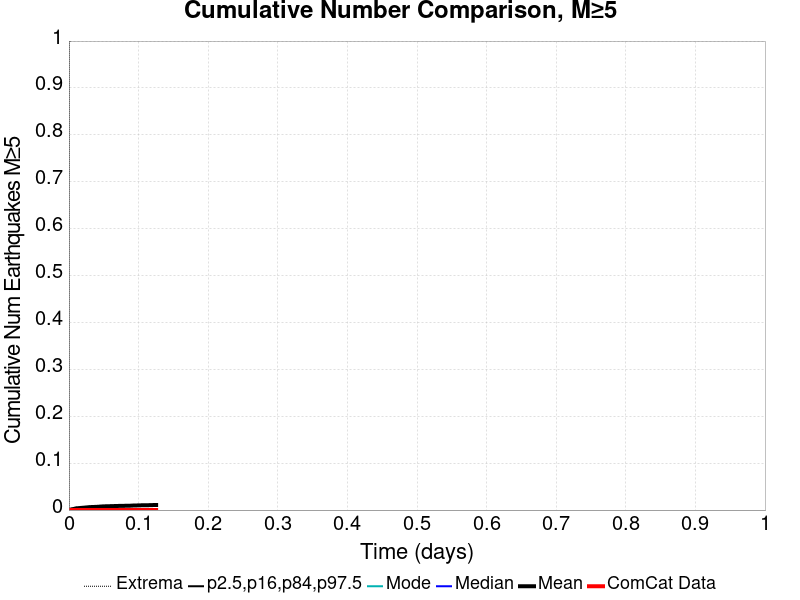 Cumulative Number Comparison, M≥5
Cumulative Num Earthquakes M≥5
1
0.9
0.8
0.7
0.6
0.5
0.4
0.3
0.2
0.1
0
0 0.1 0.2 0.3 0.4 0.5 0.6 0.7 0.8 0.9 1
Time (days)
Extrema p2.5,p16,p84,p97.5 Mode Median Mean ComCat Data